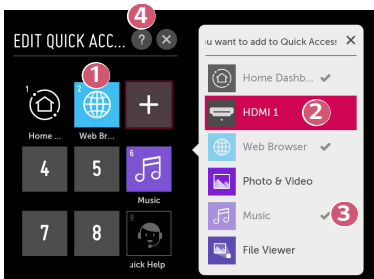 4
EDIT QUICK ACC... ?
1
1
Home ...
2
Web Br...
4
5
6
Music
7
8
9
uick Help
u want to add to Quick Access
Home Dashb...
HDMI 1
2
Web Browser
Photo & Video
Music
3
File Viewer